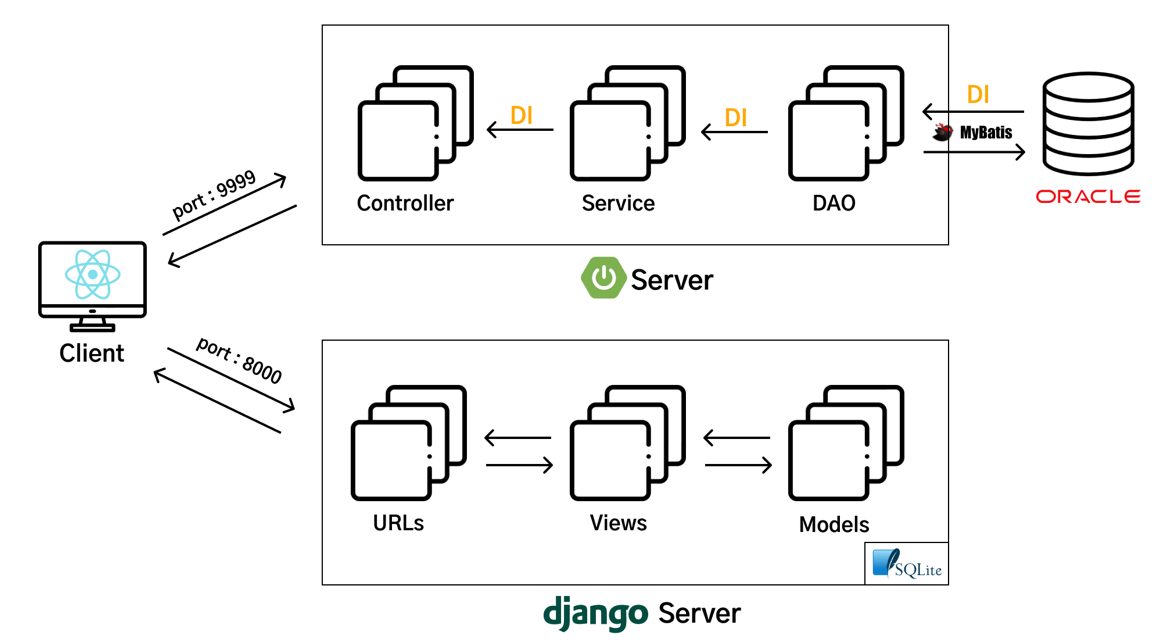 DI
DI
DI
MyBatis
Controller
Service
DAO
ORACLE
port : 9999
Server
Client
port : 8000
URLs
Views
Models
SQLite
django Server